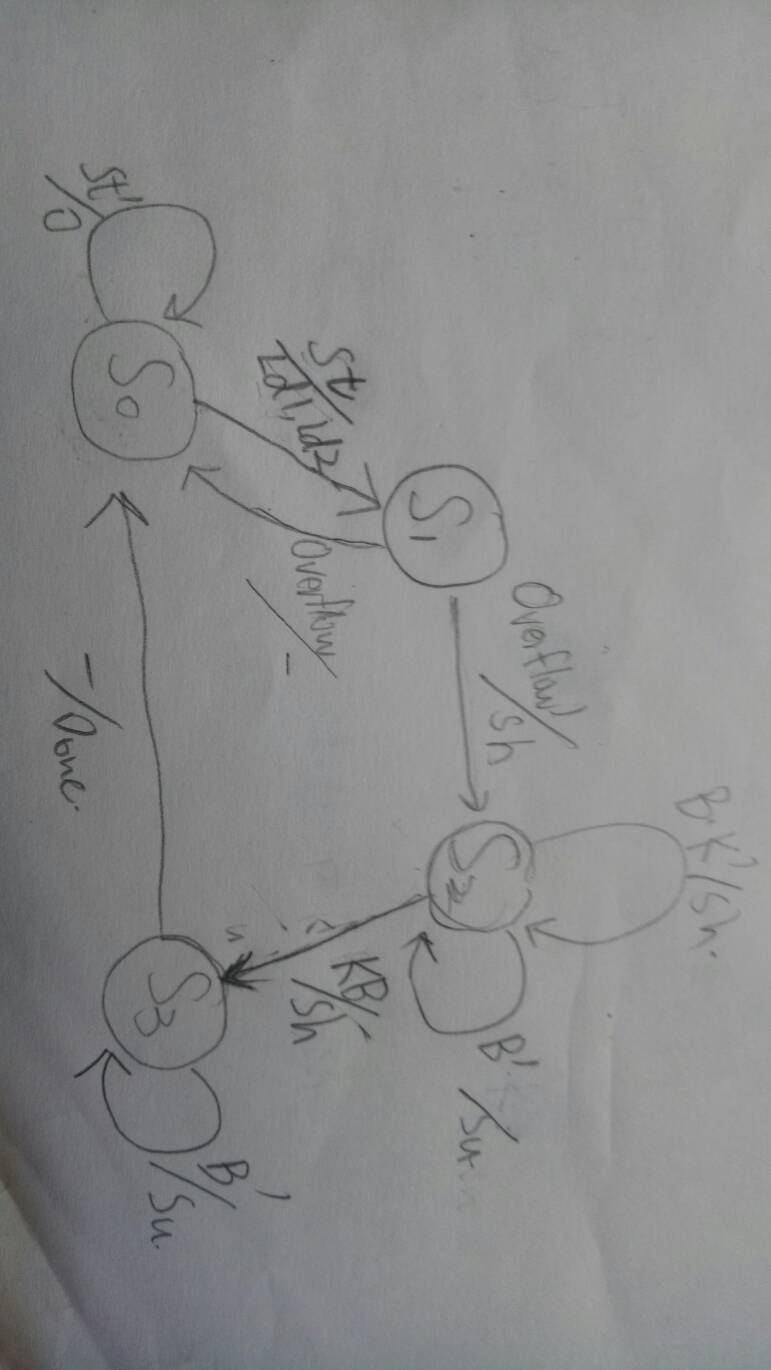 St'/0
S0
St/Ld1,Ld2
Overflow/-
S1
Overflow'/Sh
S2
BK'/Sh.
B'/Su
KB/Sh
S3
B'/Su.
-/Done.